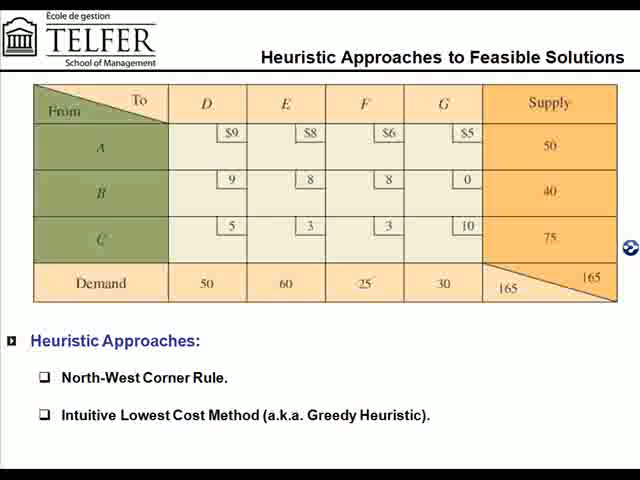 École de gestion
TELFER
School of Management
Heuristic Approaches to Feasible Solutions
From To D E F G Supply
A $9 $8 $6 $5 50
B 9 8 8 0 40
C 5 3 3 10 75
Demand 50 60 25 30 165 165
Heuristic Approaches:
North-West Corner Rule.
Intuitive Lowest Cost Method (a.k.a. Greedy Heuristic).